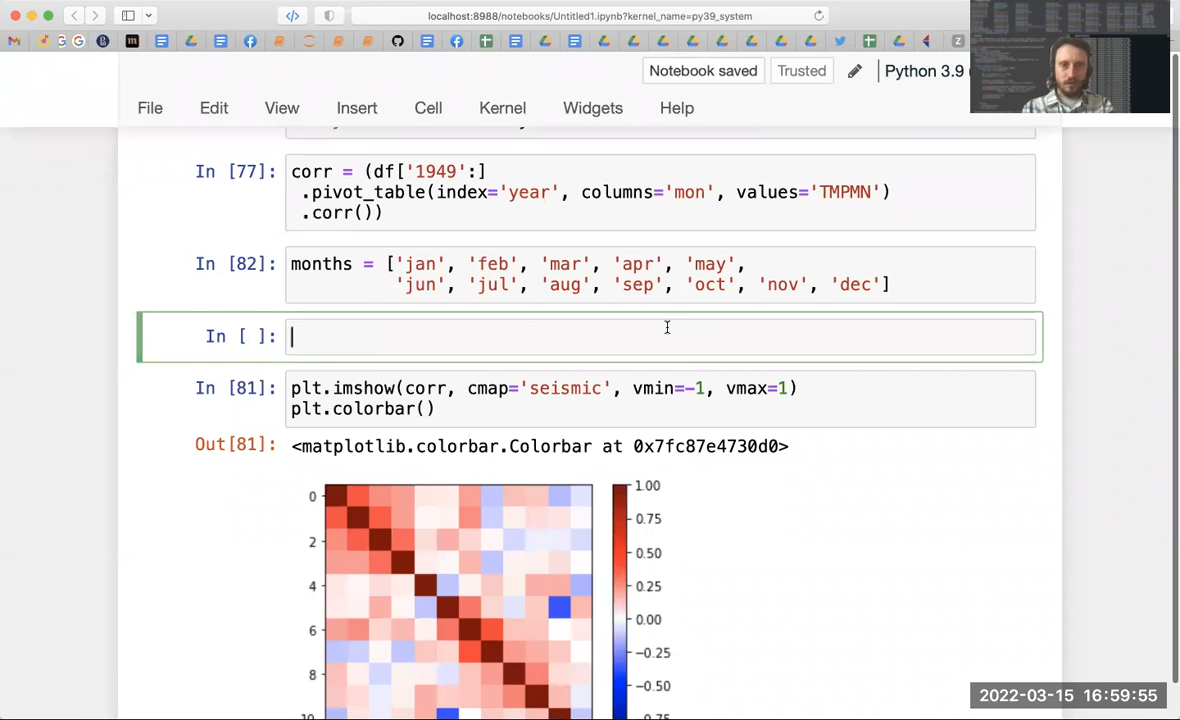 localhost:8988/notebooks/Untitled1.ipynb?kernel_name=py39_system
Notebook saved
Trusted
Python 3.9
File Edit View Insert Cell Kernel Widgets Help
In [77]: corr = (df['1949':]
.pivot_table(index='year', columns='mon', values='TMPMN')
.corr())
In [82]: months = ['jan', 'feb', 'mar', 'apr', 'may',
'jun', 'jul', 'aug', 'sep', 'oct', 'nov', 'dec']
In [ ]:
In [81]: plt.imshow(corr, cmap='seismic', vmin=-1, vmax=1)
plt.colorbar()
Out[81]: <matplotlib.colorbar.Colorbar at 0x7fc87e4730d0>
0
2
4
6
8
10
1.00
0.75
0.50
0.25
0.00
−0.25
−0.50
−0.75
2022-03-15 16:59:55